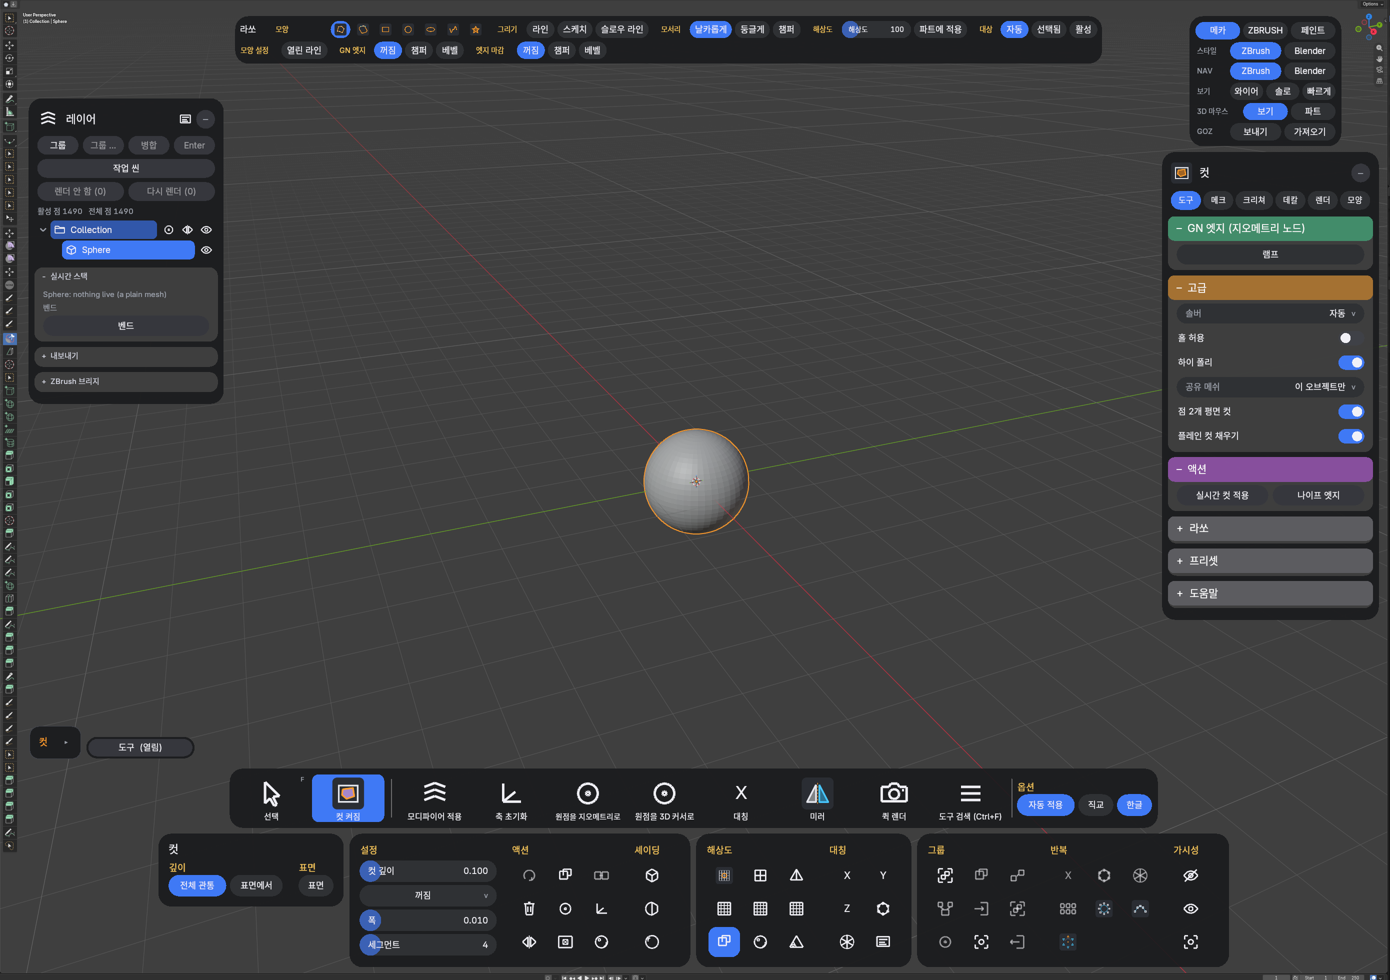 Options
User Perspective
(1) Collection | Sphere
라쏘 모양 그리기 라인 스케치 슬로우 라인 모서리 날카롭게 둥글게 챔퍼 해상도 해상도 100 파트에 적용 대상 자동 선택됨 활성
모양 설정 열린 라인 GN 엣지 꺼짐 챔퍼 베벨 엣지 마감 꺼짐 챔퍼 베벨
메카 ZBRUSH 페인트
스타일 ZBrush Blender
NAV ZBrush Blender
보기 와이어 솔로 빠르게
3D 마우스 보기 파트
GOZ 보내기 가져오기
레이어
그룹 그룹 ... 병합 Enter
작업 씬
렌더 안 함 (0) 다시 렌더 (0)
활성 점 1490 전체 점 1490
Collection
Sphere
- 실시간 스택
Sphere: nothing live (a plain mesh)
벤드
벤드
+ 내보내기
+ ZBrush 브리지
컷
도구 메크 크리쳐 데칼 렌더 모양
− GN 엣지 (지오메트리 노드)
램프
− 고급
솔버 자동
홀 허용
하이 폴리
공유 메쉬 이 오브젝트만
점 2개 평면 컷
플레인 컷 채우기
− 액션
실시간 컷 적용 나이프 엣지
+ 라쏘
+ 프리셋
+ 도움말
컷 도구 (열림)
F
선택 컷 켜짐 모디파이어 적용 축 초기화 원점을 지오메트리로 원점을 3D 커서로 X 대칭 미러 퀵 렌더 도구 검색 (Ctrl+F)
옵션
자동 적용 직교 한글
컷
깊이 표면
전체 관통 표면에서 표면
설정 액션 셰이딩
컷 깊이 0.100
꺼짐
폭 0.010
세그먼트 4
해상도 대칭
X Y
Z
그룹 반복 가시성
X
1 Start 1 End 250